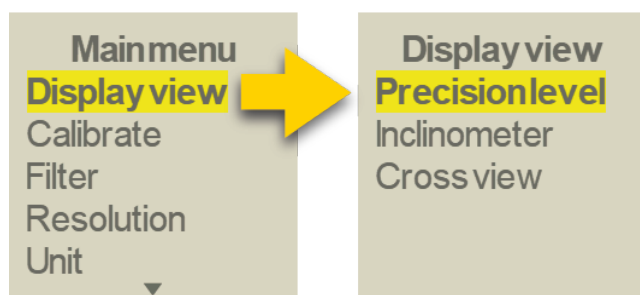 Main menu
Display view
Calibrate
Filter
Resolution
Unit
Display view
Precision level
Inclinometer
Cross view